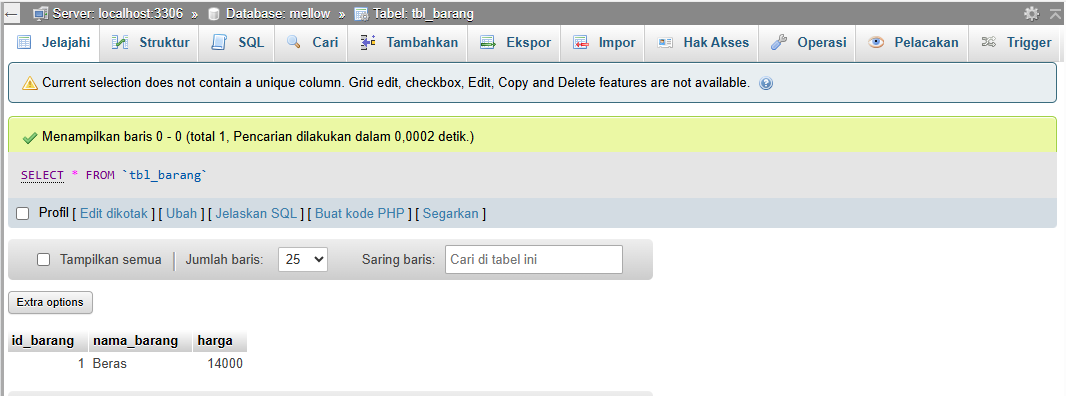 Server: localhost:3306 » Database: mellow » Tabel: tbl_barang
Jelajahi Struktur SQL Cari Tambahkan Ekspor Impor Hak Akses Operasi Pelacakan Trigger
Current selection does not contain a unique column. Grid edit, checkbox, Edit, Copy and Delete features are not available.
Menampilkan baris 0 - 0 (total 1, Pencarian dilakukan dalam 0,0002 detik.)
SELECT * FROM `tbl_barang`
Profil [ Edit dikotak ] [ Ubah ] [ Jelaskan SQL ] [ Buat kode PHP ] [ Segarkan ]
Tampilkan semua | Jumlah baris: 25 Saring baris: Cari di tabel ini
Extra options
id_barang nama_barang harga
1 Beras 14000